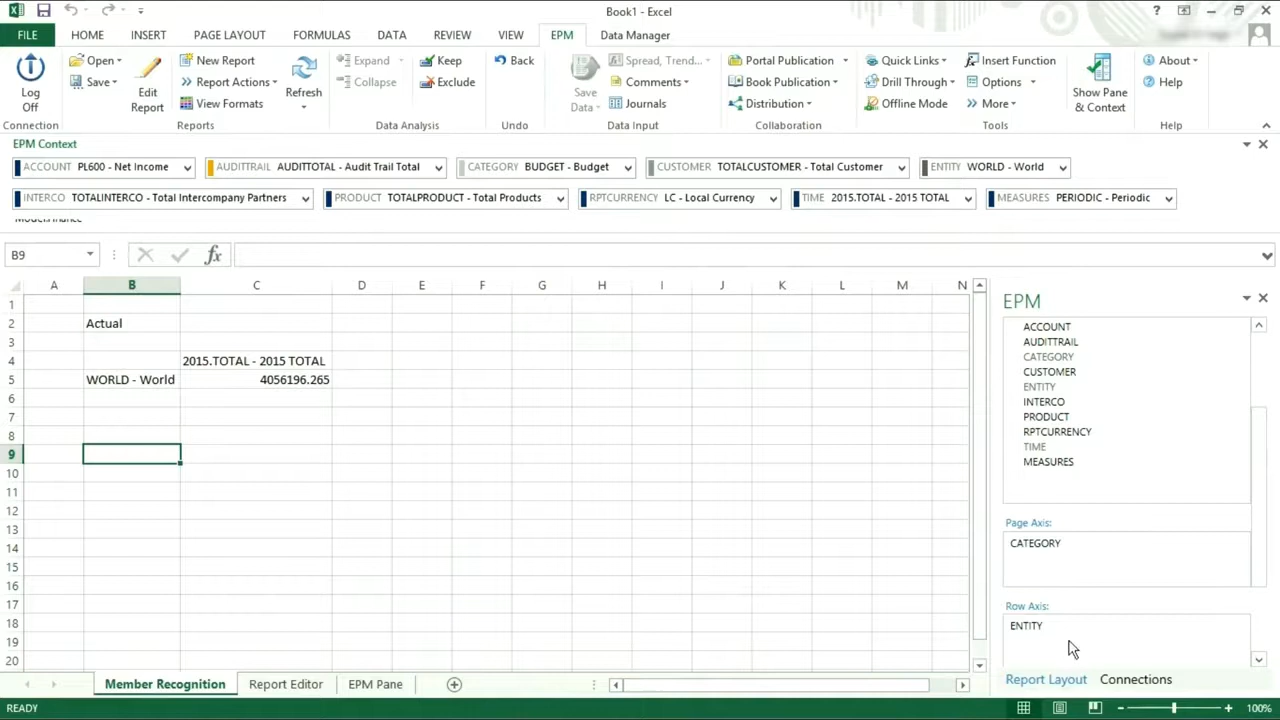 Book1 - Excel
?
FILE HOME INSERT PAGE LAYOUT FORMULAS DATA REVIEW VIEW EPM Data Manager
Log Off
Open
Save
Connection
Edit Report
New Report
Report Actions
View Formats
Refresh
Reports
Expand
Collapse
Keep
Exclude
Data Analysis
Back
Undo
Save Data
Spread, Trend...
Comments
Journals
Data Input
Portal Publication
Book Publication
Distribution
Collaboration
Quick Links
Drill Through
Offline Mode
Insert Function
Options
More
Tools
Show Pane & Context
About
Help
Help
EPM Context
ACCOUNT PL600 - Net Income
AUDITTRAIL AUDITTOTAL - Audit Trail Total
CATEGORY BUDGET - Budget
CUSTOMER TOTALCUSTOMER - Total Customer
ENTITY WORLD - World
INTERCO TOTALINTERCO - Total Intercompany Partners
PRODUCT TOTALPRODUCT - Total Products
RPTCURRENCY LC - Local Currency
TIME 2015.TOTAL - 2015 TOTAL
MEASURES PERIODIC - Periodic
B9
fx
A B C D E F G H I J K L M N
1
2 Actual
3
4 2015.TOTAL - 2015 TOTAL
5 WORLD - World 4056196.265
6
7
8
9
10
11
12
13
14
15
16
17
18
19
20
EPM
ACCOUNT
AUDITTRAIL
CATEGORY
CUSTOMER
ENTITY
INTERCO
PRODUCT
RPTCURRENCY
TIME
MEASURES
Page Axis:
CATEGORY
Row Axis:
ENTITY
Report Layout Connections
Member Recognition Report Editor EPM Pane
READY
100%